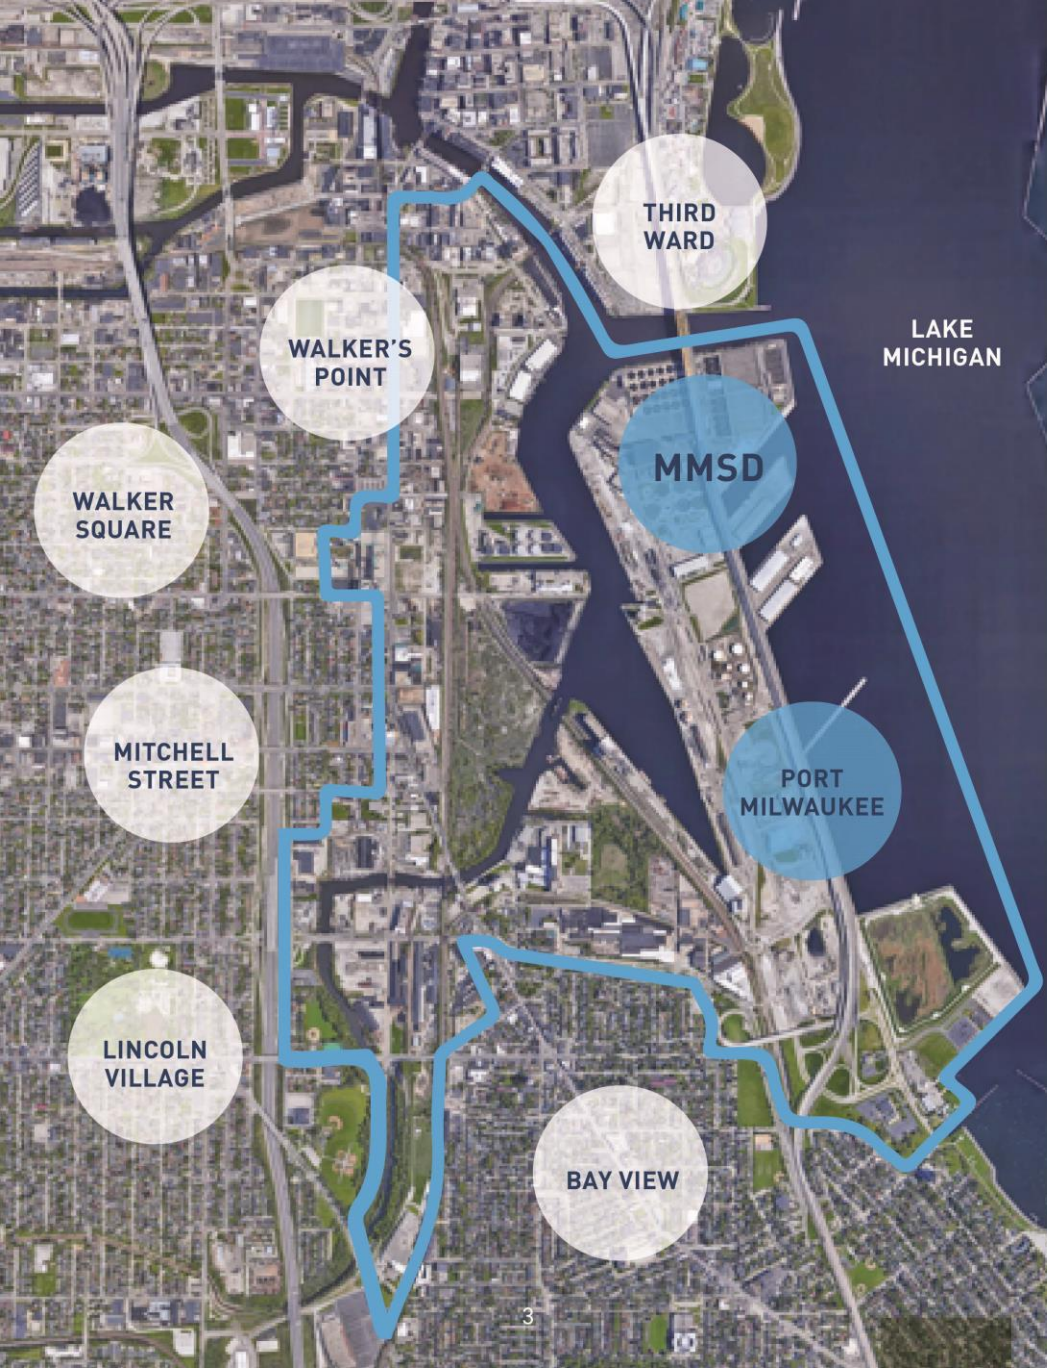 THIRD
WARD
LAKE
MICHIGAN
WALKER'S
POINT
MMSD
WALKER
SQUARE
MITCHELL
STREET
PORT
MILWAUKEE
LINCOLN
VILLAGE
BAY VIEW
3